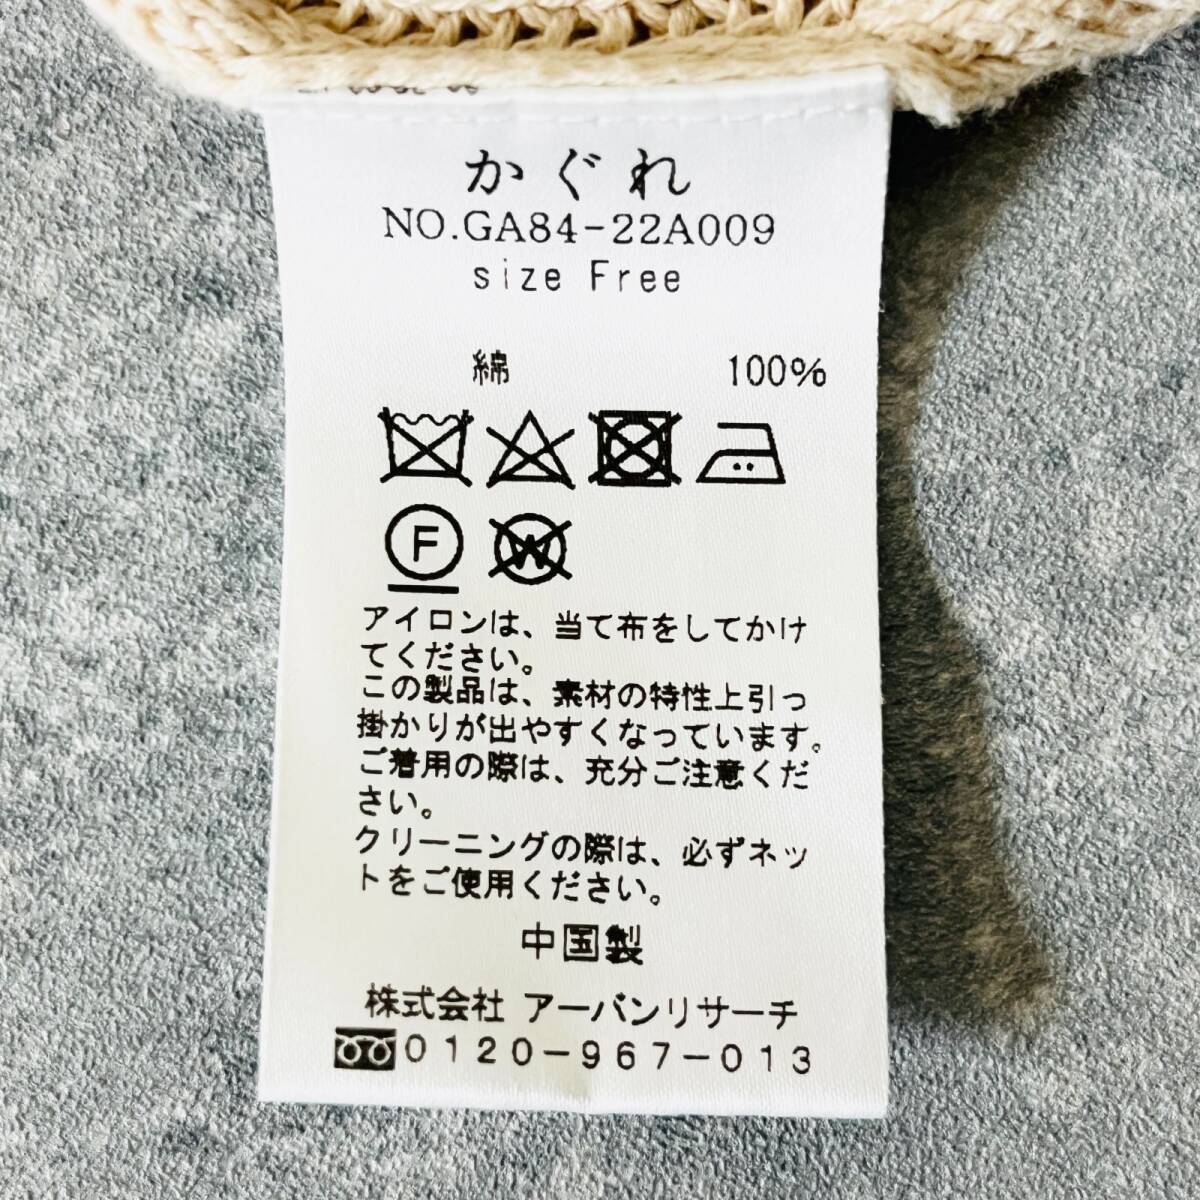 かぐれ
NO.GA84-22A009
size Free
綿 100%
F
W
アイロンは、当て布をしてかけ
てください。
この製品は、素材の特性上引っ
掛かりが出やすくなっています。
ご着用の際は、充分ご注意くだ
さい。
クリーニングの際は、必ずネッ
トをご使用ください。
中国製
株式会社 アーバンリサーチ
0120-967-013